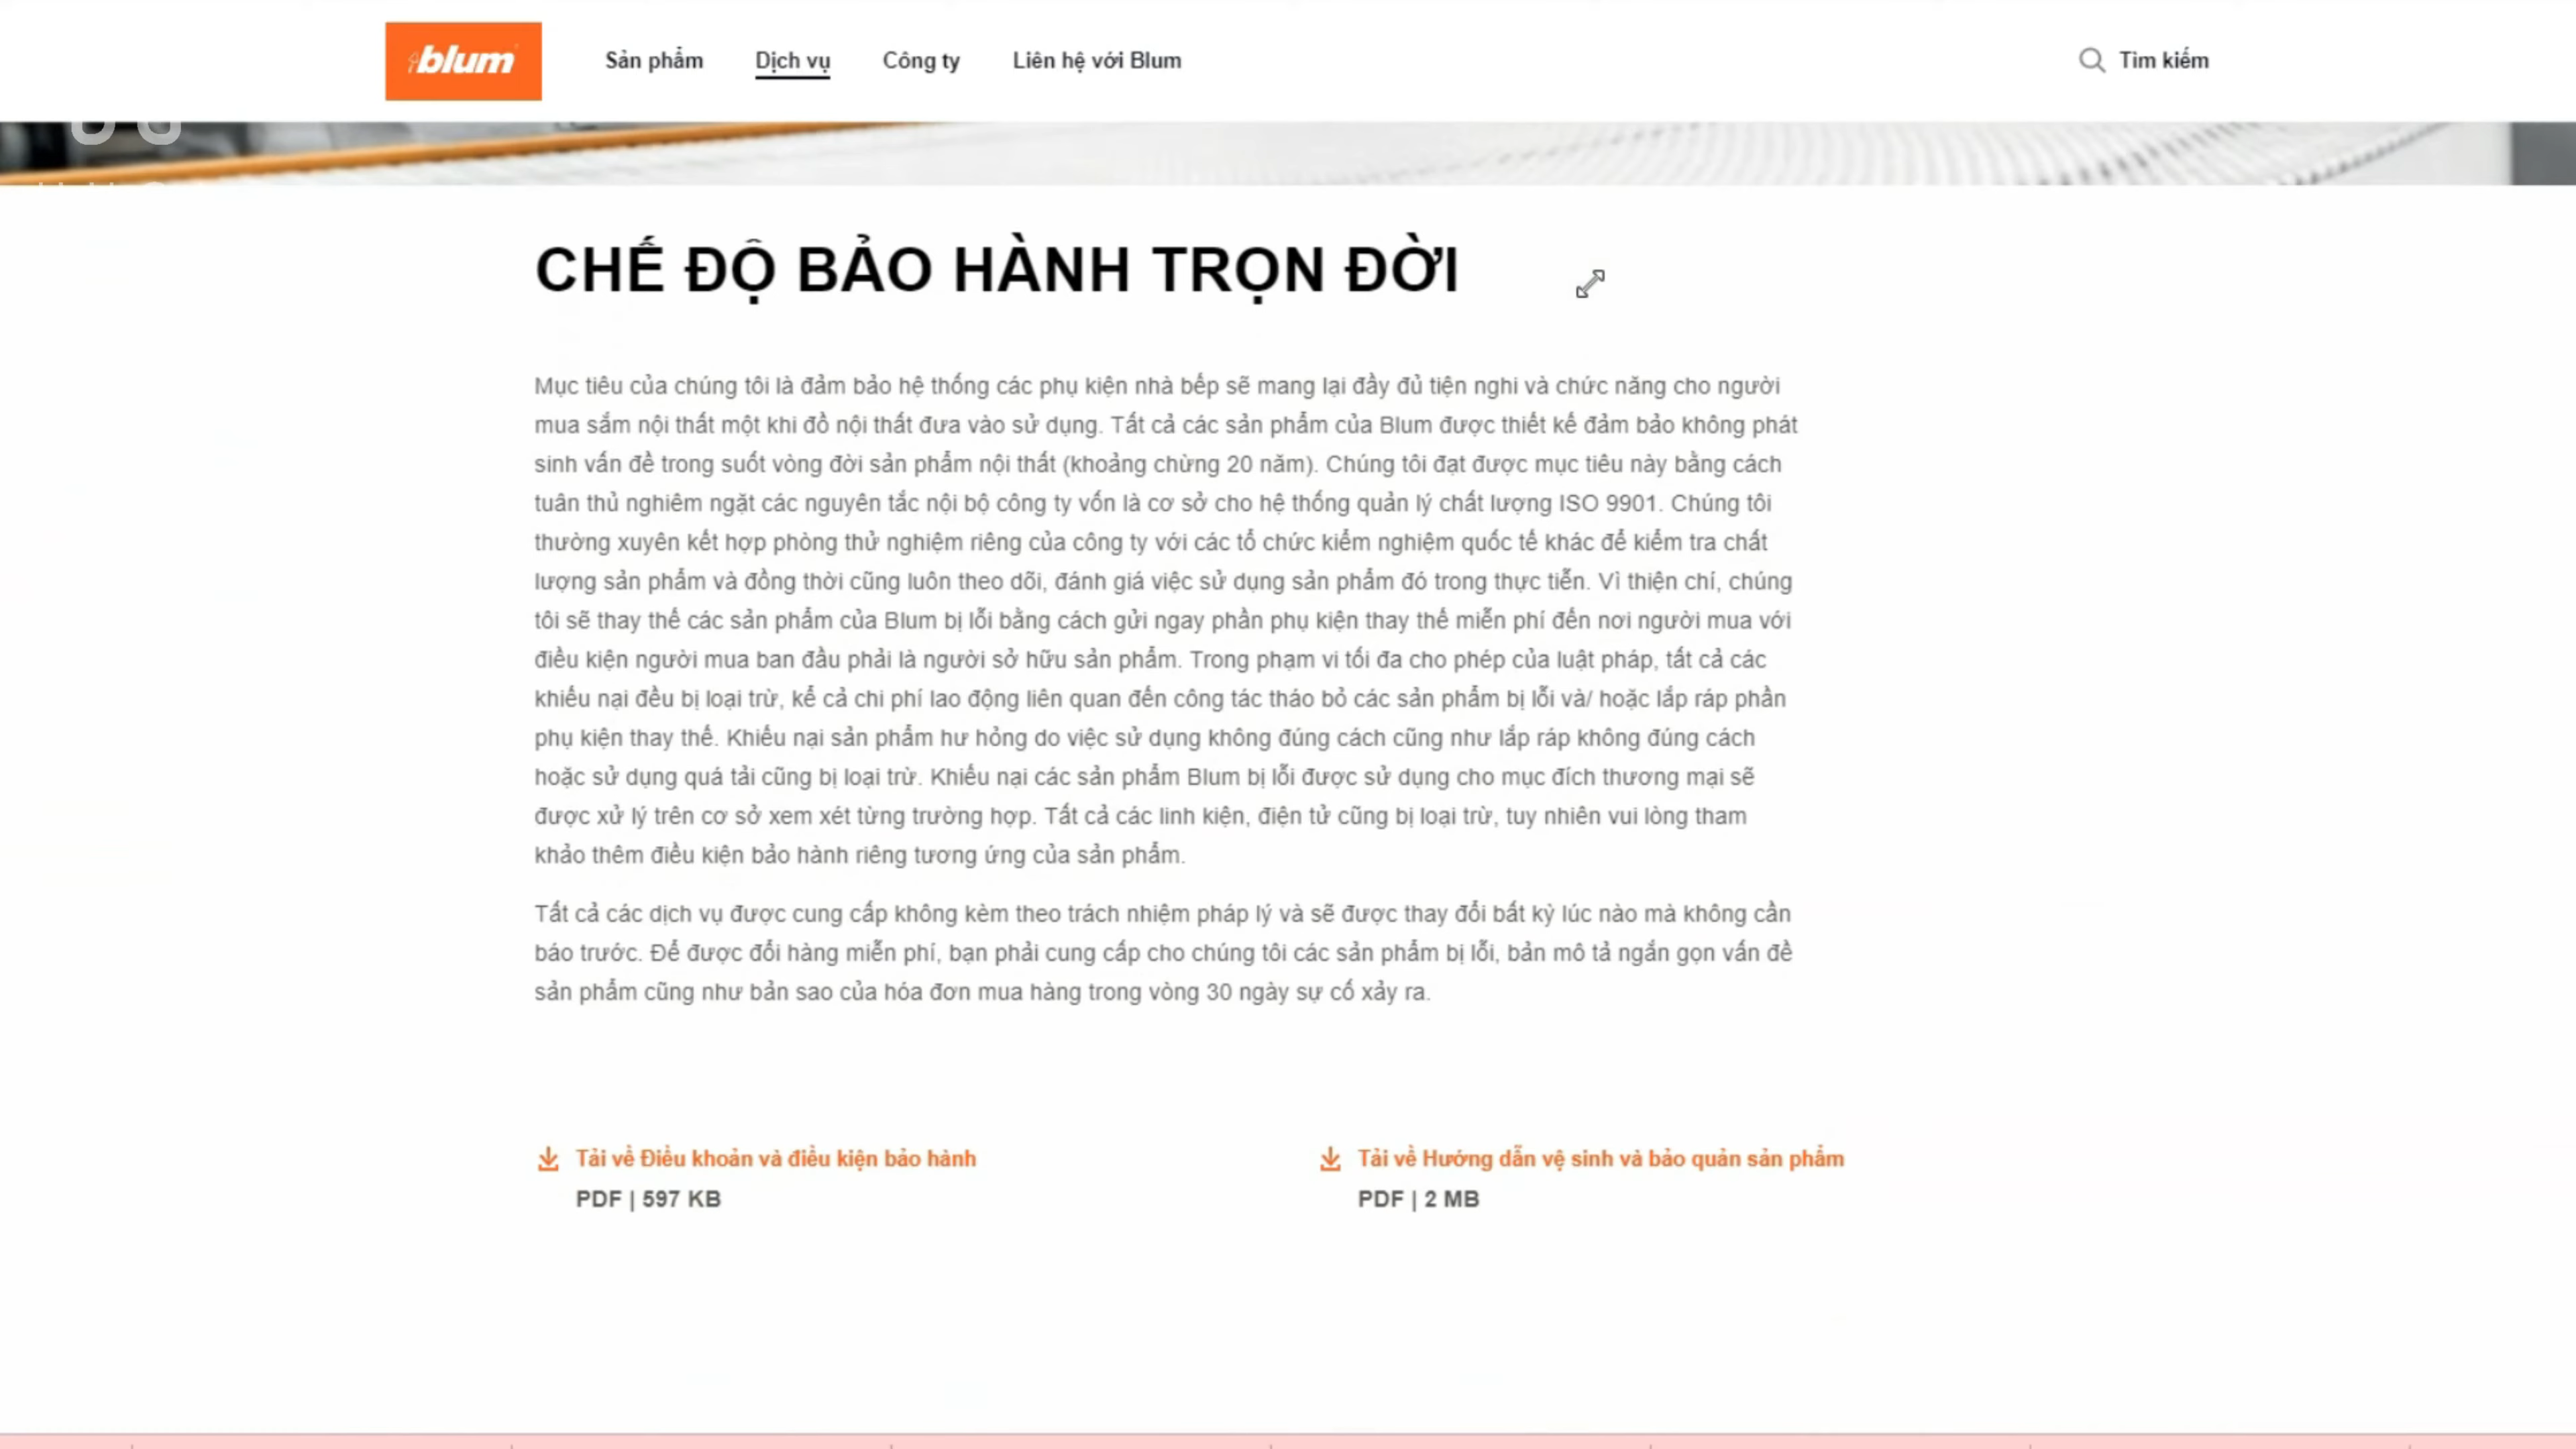 blum
Sản phẩm
Dịch vụ
Công ty
Liên hệ với Blum
Tìm kiếm
CHẾ ĐỘ BẢO HÀNH TRỌN ĐỜI
Mục tiêu của chúng tôi là đảm bảo hệ thống các phụ kiện nhà bếp sẽ mang lại đầy đủ tiện nghi và chức năng cho người
mua sắm nội thất một khi đồ nội thất đưa vào sử dụng. Tất cả các sản phẩm của Blum được thiết kế đảm bảo không phát
sinh vấn đề trong suốt vòng đời sản phẩm nội thất (khoảng chừng 20 năm). Chúng tôi đạt được mục tiêu này bằng cách
tuân thủ nghiêm ngặt các nguyên tắc nội bộ công ty vốn là cơ sở cho hệ thống quản lý chất lượng ISO 9901. Chúng tôi
thường xuyên kết hợp phòng thử nghiệm riêng của công ty với các tổ chức kiểm nghiệm quốc tế khác để kiểm tra chất
lượng sản phẩm và đồng thời cũng luôn theo dõi, đánh giá việc sử dụng sản phẩm đó trong thực tiễn. Vì thiện chí, chúng
tôi sẽ thay thế các sản phẩm của Blum bị lỗi bằng cách gửi ngay phần phụ kiện thay thế miễn phí đến nơi người mua với
điều kiện người mua ban đầu phải là người sở hữu sản phẩm. Trong phạm vi tối đa cho phép của luật pháp, tất cả các
khiếu nại đều bị loại trừ, kể cả chi phí lao động liên quan đến công tác tháo bỏ các sản phẩm bị lỗi và/ hoặc lắp ráp phần
phụ kiện thay thế. Khiếu nại sản phẩm hư hỏng do việc sử dụng không đúng cách cũng như lắp ráp không đúng cách
hoặc sử dụng quá tải cũng bị loại trừ. Khiếu nại các sản phẩm Blum bị lỗi được sử dụng cho mục đích thương mại sẽ
được xử lý trên cơ sở xem xét từng trường hợp. Tất cả các linh kiện, điện tử cũng bị loại trừ, tuy nhiên vui lòng tham
khảo thêm điều kiện bảo hành riêng tương ứng của sản phẩm.
Tất cả các dịch vụ được cung cấp không kèm theo trách nhiệm pháp lý và sẽ được thay đổi bất kỳ lúc nào mà không cần
báo trước. Để được đổi hàng miễn phí, bạn phải cung cấp cho chúng tôi các sản phẩm bị lỗi, bản mô tả ngắn gọn vấn đề
sản phẩm cũng như bản sao của hóa đơn mua hàng trong vòng 30 ngày sự cố xảy ra.
Tải về Điều khoản và điều kiện bảo hành
PDF | 597 KB
Tải về Hướng dẫn vệ sinh và bảo quản sản phẩm
PDF | 2 MB